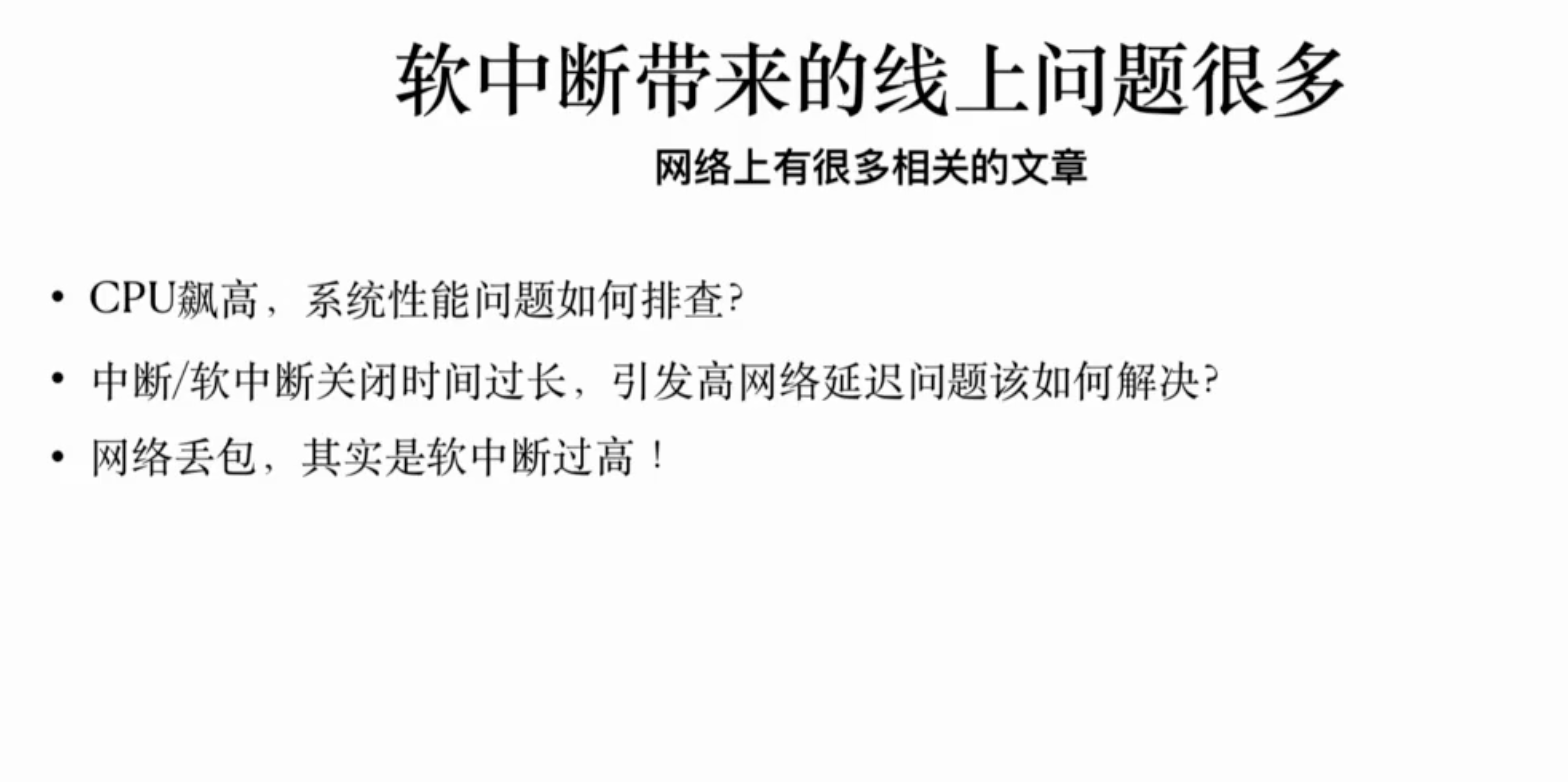 软中断带来的线上问题很多
网络上有很多相关的文章
• CPU飙高，系统性能问题如何排查？
• 中断/软中断关闭时间过长，引发高网络延迟问题该如何解决？
• 网络丢包，其实是软中断过高！